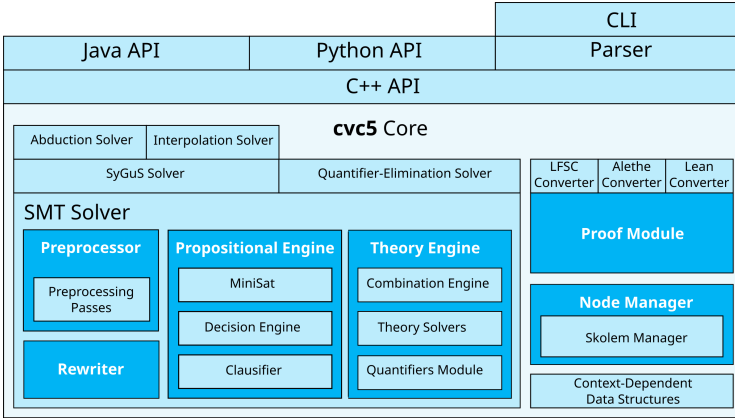 CLI
Java API
Python API
Parser
C++ API
cvc5 Core
Abduction Solver
Interpolation Solver
SyGuS Solver
Quantifier-Elimination Solver
SMT Solver
Preprocessor
Preprocessing
Passes
Rewriter
Propositional Engine
MiniSat
Decision Engine
Clausifier
Theory Engine
Combination Engine
Theory Solvers
Quantifiers Module
LFSC
Converter
Alethe
Converter
Lean
Converter
Proof Module
Node Manager
Skolem Manager
Context-Dependent
Data Structures